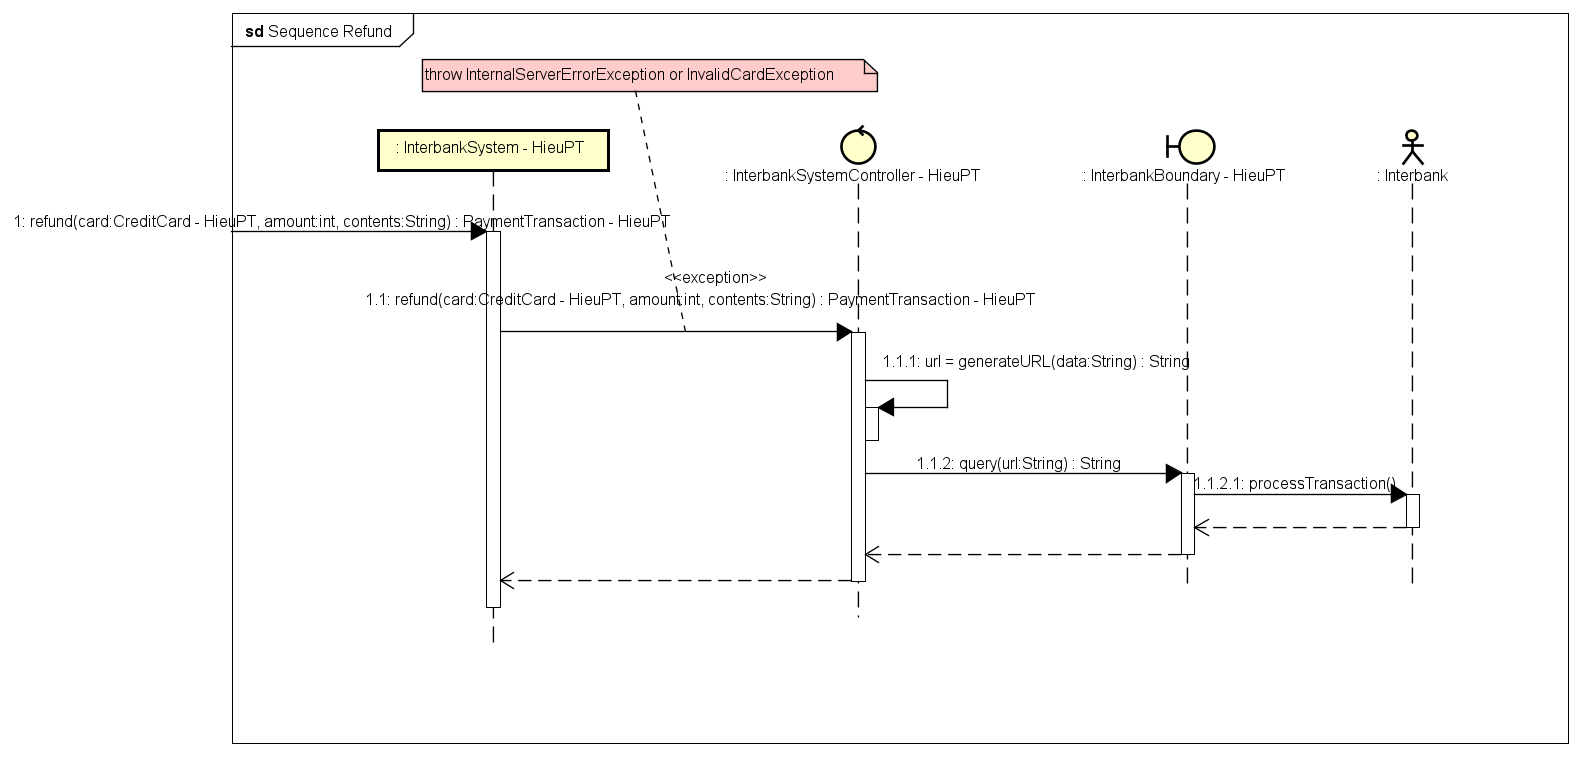 sd Sequence Refund
throw InternalServerErrorException or InvalidCardException
: InterbankSystem - HieuPT
: InterbankSystemController - HieuPT
: InterbankBoundary - HieuPT
: Interbank
1: refund(card:CreditCard - HieuPT, amount:int, contents:String) : PaymentTransaction - HieuPT
<<exception>>
1.1: refund(card:CreditCard - HieuPT, amount:int, contents:String) : PaymentTransaction - HieuPT
1.1.1: url = generateURL(data:String) : String
1.1.2: query(url:String) : String
1.1.2.1: processTransaction()